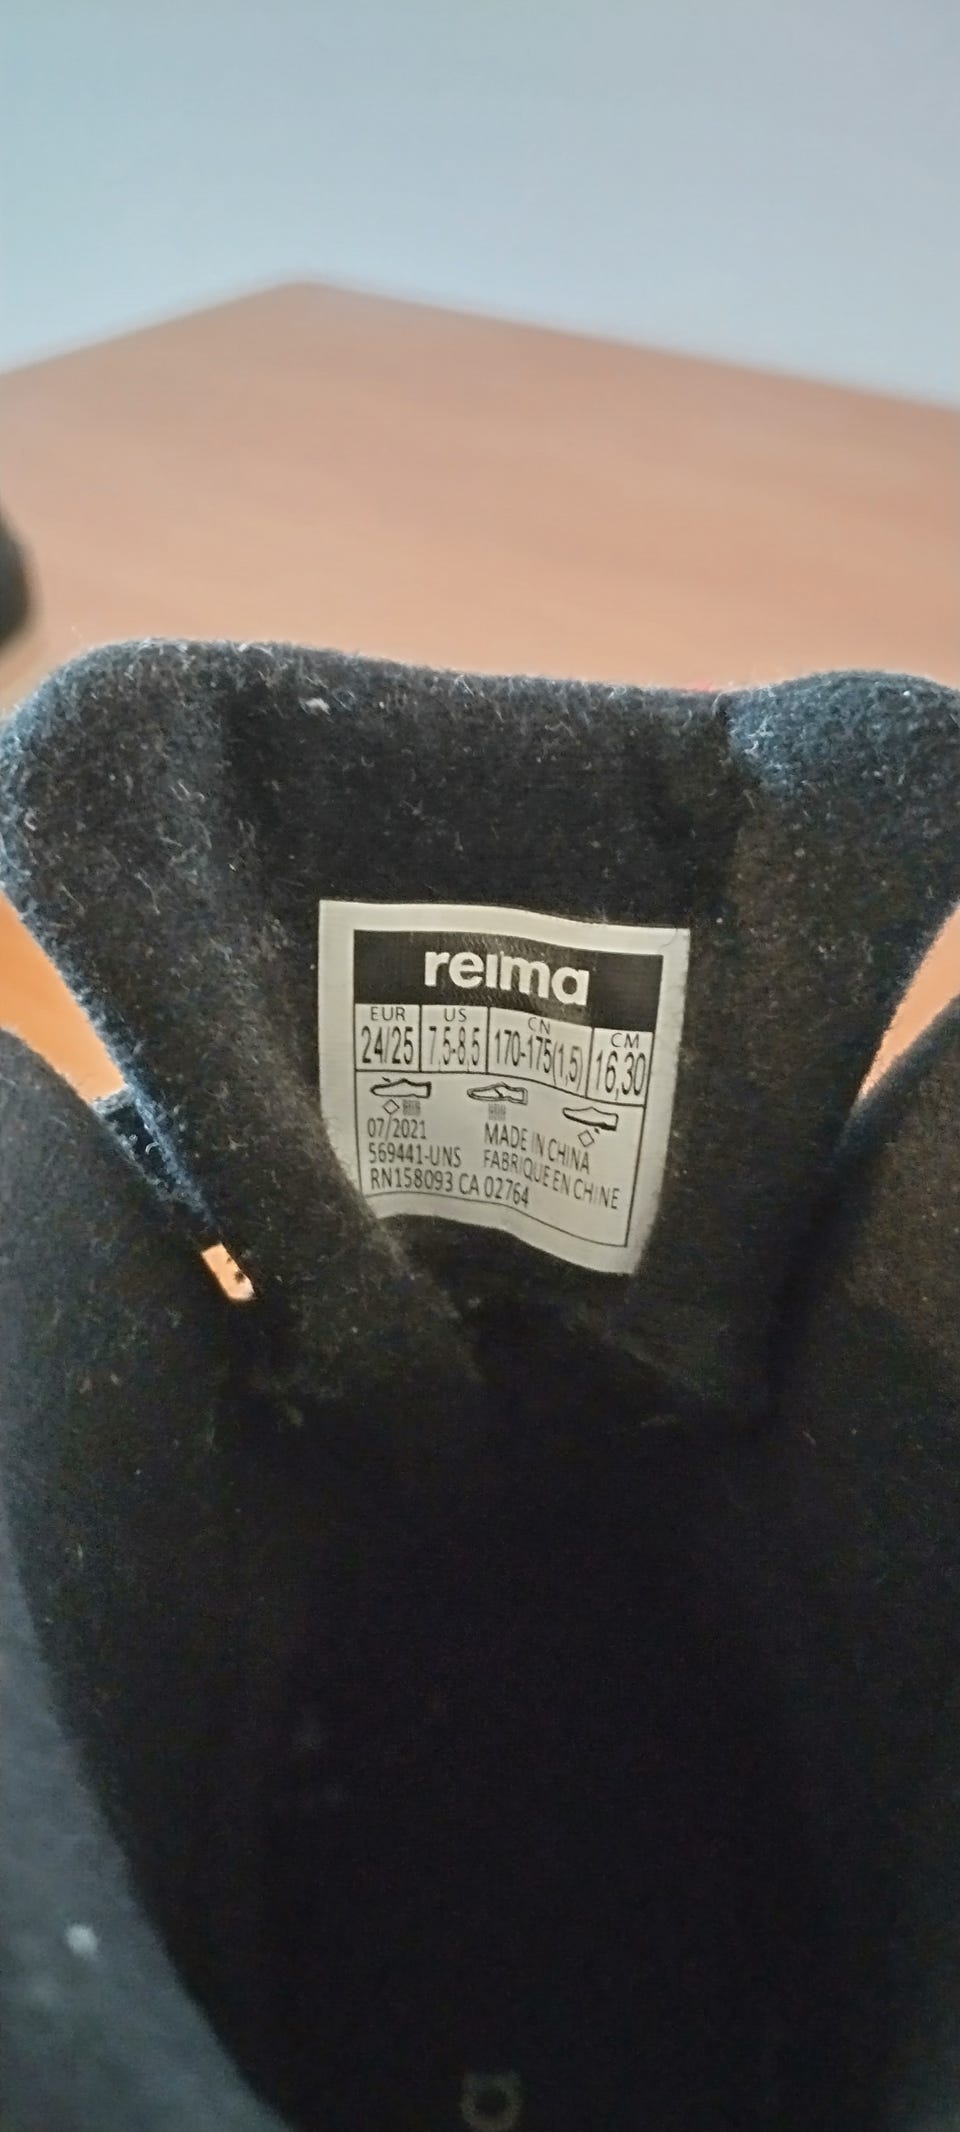 reima
EUR US CN CM
24/25 7,5-8,5 170-175(1,5) 16,30
07/2021
569441-UNS
RN158093 CA 02764
MADE IN CHINA
FABRIQUE EN CHINE